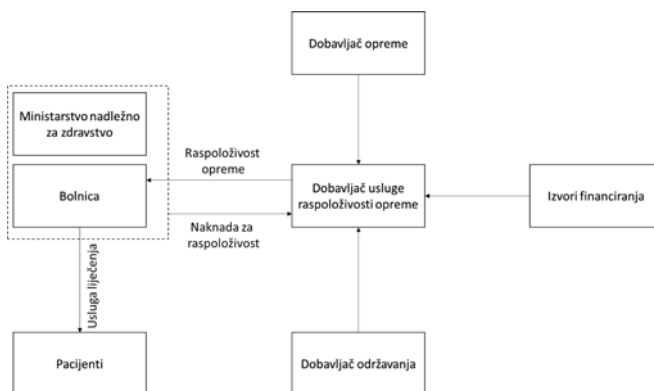 Dobavljač opreme
Ministarstvo nadležno
za zdravstvo
Raspoloživost
opreme
Bolnica
Dobavljač usluge
raspoloživosti opreme
Izvori financiranja
Naknada za
raspoloživost
Usluga liječenja
Pacijenti
Dobavljač održavanja